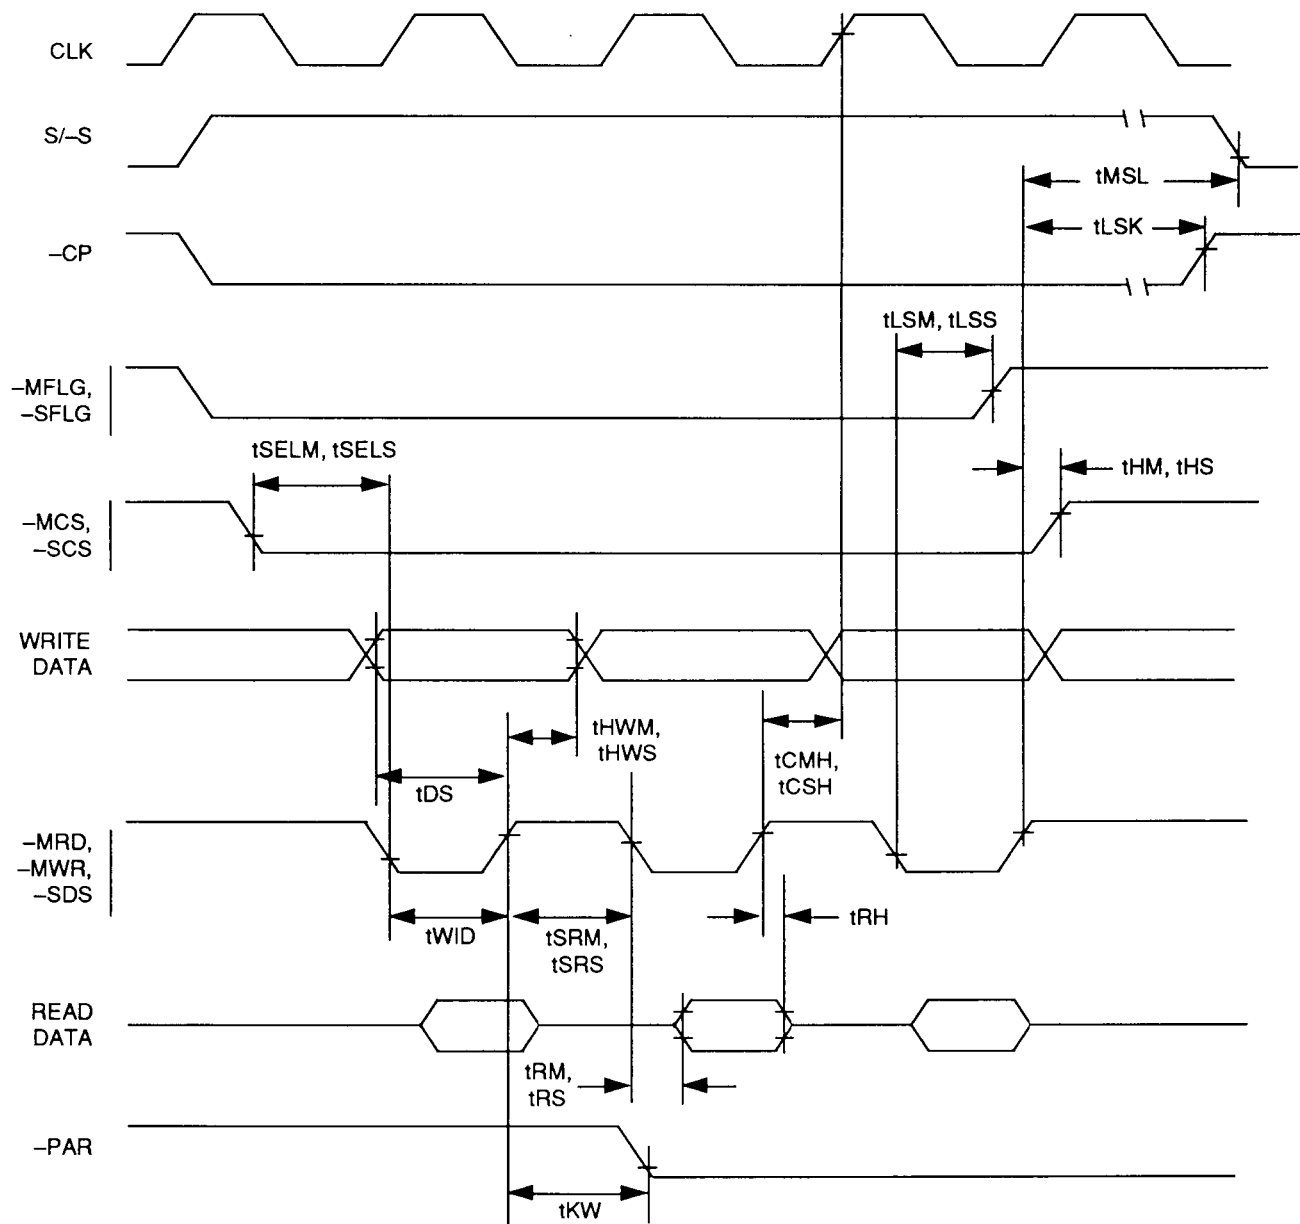 CLK
S/–S
tMSL
tLSK
–CP
tLSM, tLSS
–MFLG,
–SFLG
tSELM, tSELS
tHM, tHS
–MCS,
–SCS
WRITE
DATA
tHWM,
tHWS
tCMH,
tCSH
tDS
–MRD,
–MWR,
–SDS
tRH
tWID
tSRM,
tSRS
READ
DATA
tRM,
tRS
–PAR
tKW